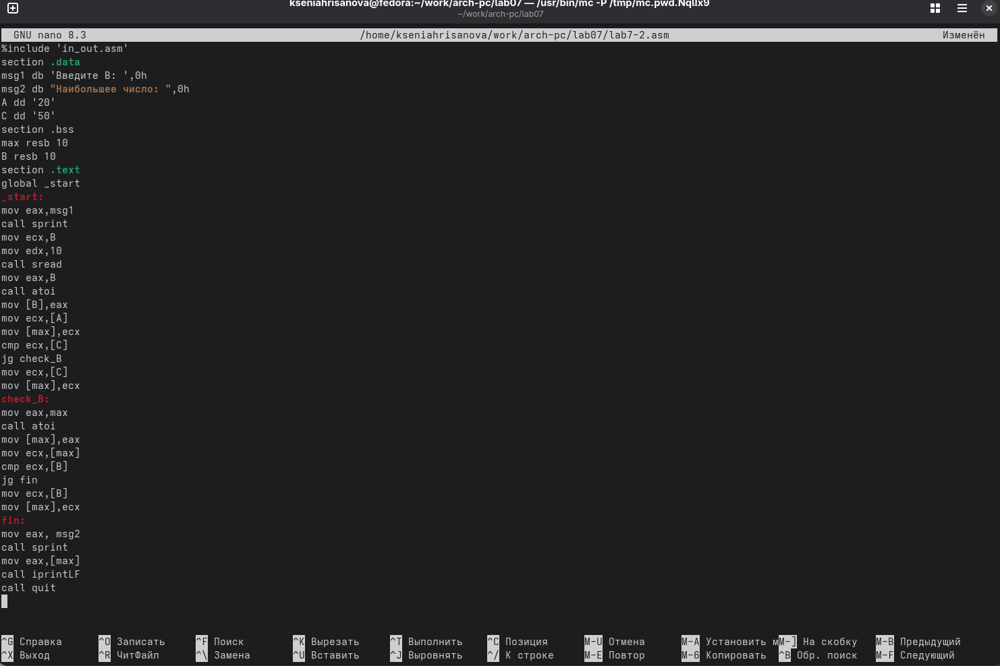 kseniahrisanova@fedora:~/work/arch-pc/lab07 — /usr/bin/mc -P /tmp/mc.pwd.NqlIx9
~/work/arch-pc/lab07
GNU nano 8.3 /home/kseniahrisanova/work/arch-pc/lab07/lab7-2.asm Изменён
%include 'in_out.asm'
section .data
msg1 db 'Введите B: ',0h
msg2 db "Наибольшее число: ",0h
A dd '20'
C dd '50'
section .bss
max resb 10
B resb 10
section .text
global _start
_start:
mov eax,msg1
call sprint
mov ecx,B
mov edx,10
call sread
mov eax,B
call atoi
mov [B],eax
mov ecx,[A]
mov [max],ecx
cmp ecx,[C]
jg check_B
mov ecx,[C]
mov [max],ecx
check_B:
mov eax,max
call atoi
mov [max],eax
mov ecx,[max]
cmp ecx,[B]
jg fin
mov ecx,[B]
mov [max],ecx
fin:
mov eax, msg2
call sprint
mov eax,[max]
call iprintLF
call quit
^G Справка ^O Записать ^F Поиск ^K Вырезать ^T Выполнить ^C Позиция M-U Отмена M-A Установить м M-] На скобку M-B Предыдущий
^X Выход ^R ЧитФайл ^\ Замена ^U Вставить ^J Выровнять ^/ К строке M-E Повтор M-6 Копировать ^B Обр. поиск M-F Следующий